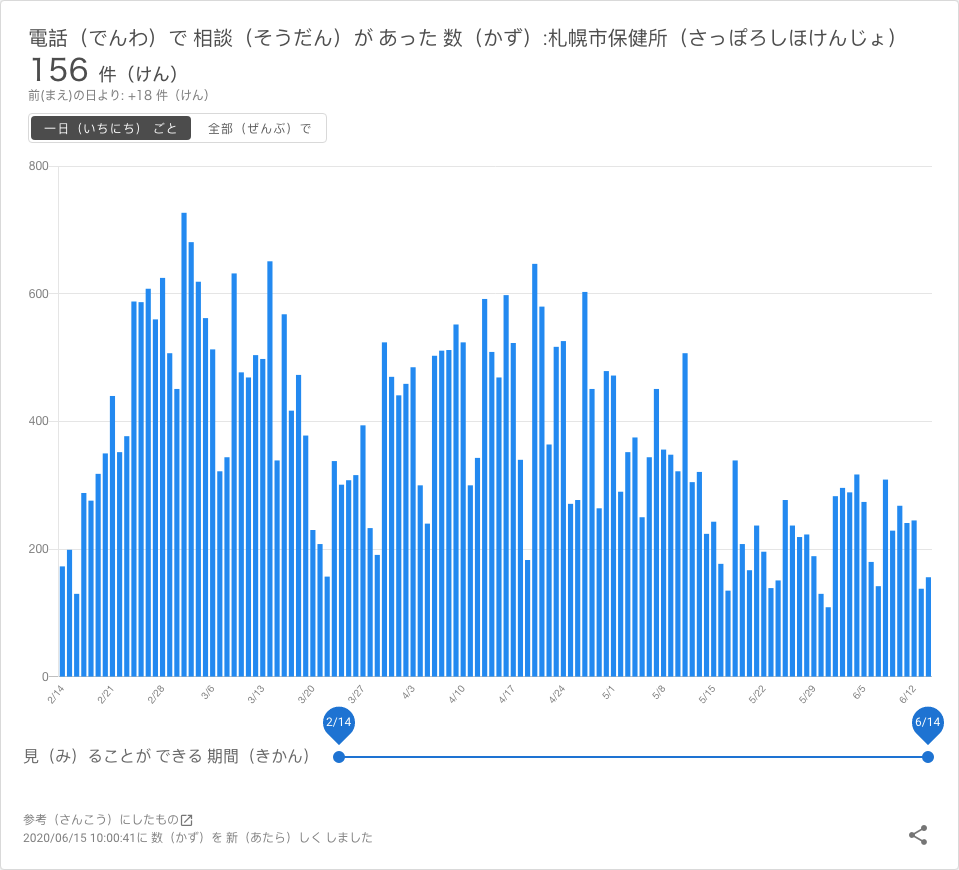 電話（でんわ）で 相談（そうだん）が あった 数（かず）:札幌市保健所（さっぽろしほけんじょ）
156 件（けん）
前(まえ)の日より: +18 件（けん）
一日（いちにち） ごと 全部（ぜんぶ）で
800
600
400
200
0
2/14 2/21 2/28 3/6 3/13 3/20 3/27 4/3 4/10 4/17 4/24 5/1 5/8 5/15 5/22 5/29 6/5 6/12
2/14 6/14
見（み）ることが できる 期間（きかん）
参考（さんこう）にしたもの
2020/06/15 10:00:41に 数（かず）を 新（あたら）しく しました